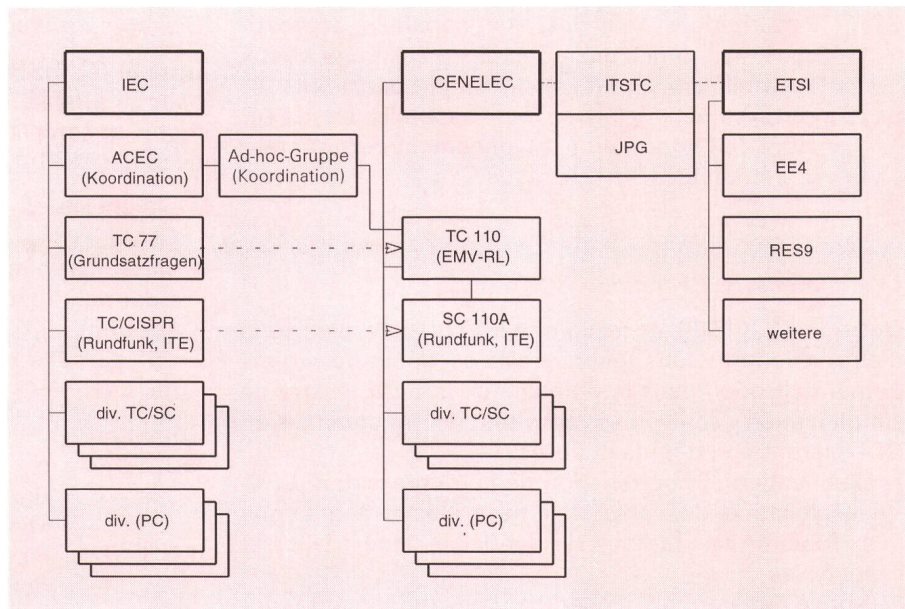 IEC
CENELEC
ITSTC
ETSI
ACEC
(Koordination)
Ad-hoc-Gruppe
(Koordination)
JPG
EE4
TC 77
(Grundsatzfragen)
TC 110
(EMV-RL)
RES9
TC/CISPR
(Rundfunk, ITE)
SC 110A
(Rundfunk, ITE)
weitere
div. TC/SC
div. TC/SC
div. (PC)
div. (PC)